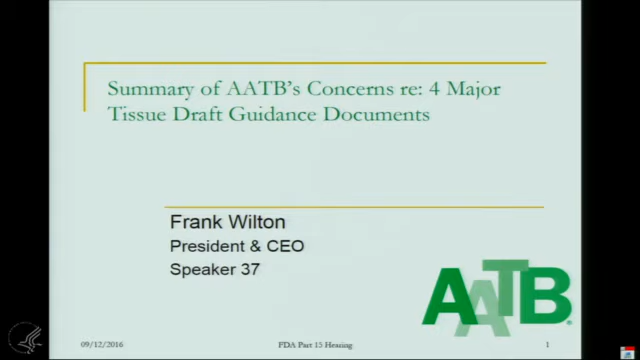 Summary of AATB's Concerns re: 4 Major
Tissue Draft Guidance Documents
Frank Wilton
President & CEO
Speaker 37
AATB®
09/12/2016
FDA Part 15 Hearing
1